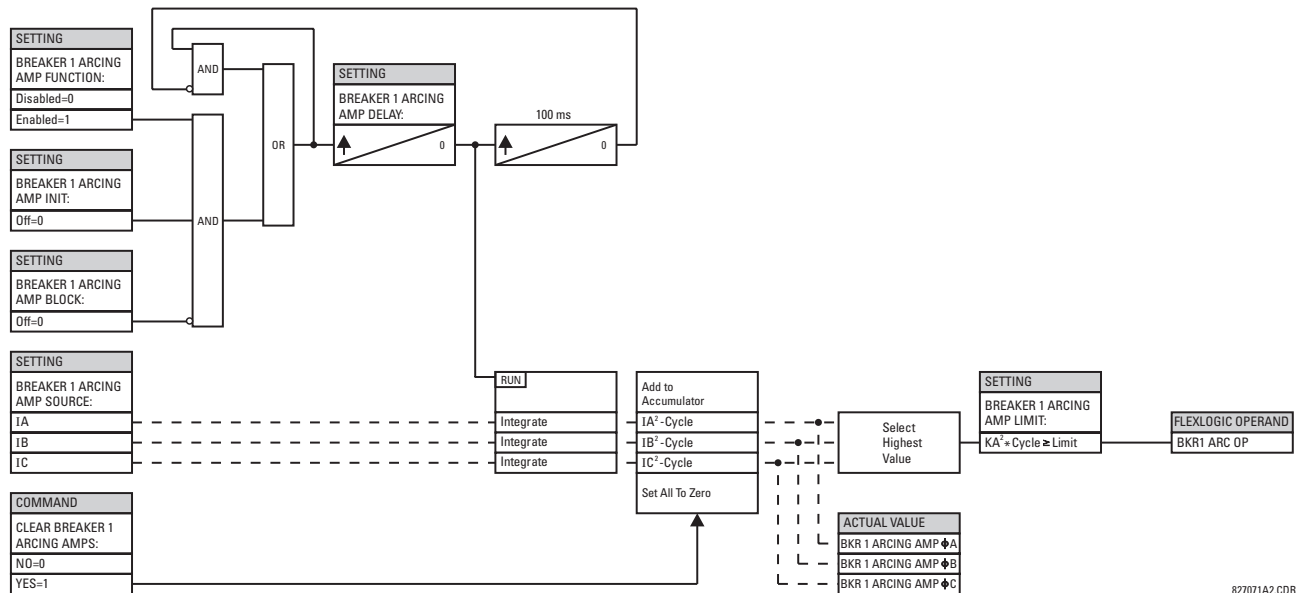 SETTING
BREAKER 1 ARCING
AMP FUNCTION:
Disabled=0
Enabled=1
SETTING
BREAKER 1 ARCING
AMP INIT:
Off=0
SETTING
BREAKER 1 ARCING
AMP BLOCK:
Off=0
SETTING
BREAKER 1 ARCING
AMP SOURCE:
IA
IB
IC
COMMAND
CLEAR BREAKER 1
ARCING AMPS:
NO=0
YES=1
AND
AND
OR
SETTING
BREAKER 1 ARCING
AMP DELAY:
0
100 ms
0
RUN
Integrate
Integrate
Integrate
Add to
Accumulator
IA²-Cycle
IB²-Cycle
IC²-Cycle
Set All To Zero
Select
Highest
Value
SETTING
BREAKER 1 ARCING
AMP LIMIT:
KA²*Cycle≥Limit
FLEXLOGIC OPERAND
BKR1 ARC OP
ACTUAL VALUE
BKR 1 ARCING AMP ϕA
BKR 1 ARCING AMP ϕB
BKR 1 ARCING AMP ϕC
827071A2.CDR